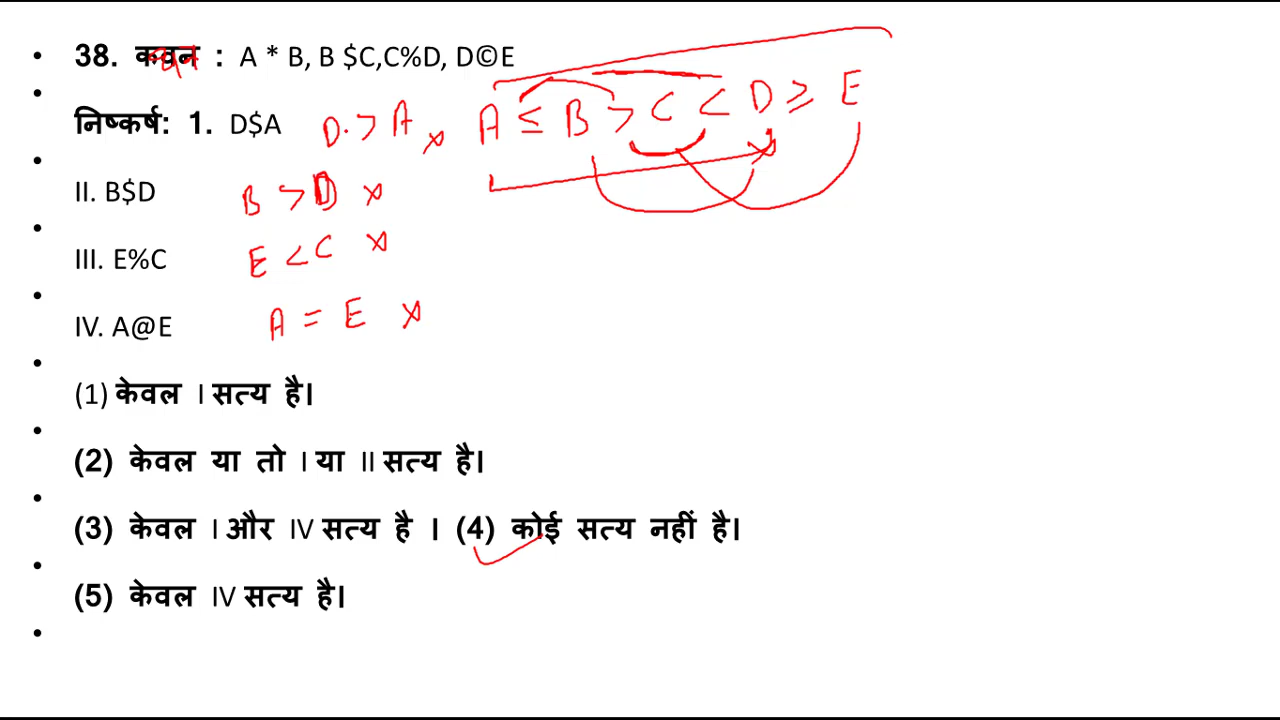 38. कथन : A * B, B $C,C%D, D©E
A ≤ B > C < D ≥ E
निष्कर्ष: 1. D$A D. > A ×
II. B$D B > D ×
III. E%C E < C ×
IV. A@E A = E ×
(1) केवल I सत्य है।
(2) केवल या तो I या II सत्य है।
(3) केवल I और IV सत्य है । (4) कोई सत्य नहीं है।
(5) केवल IV सत्य है।